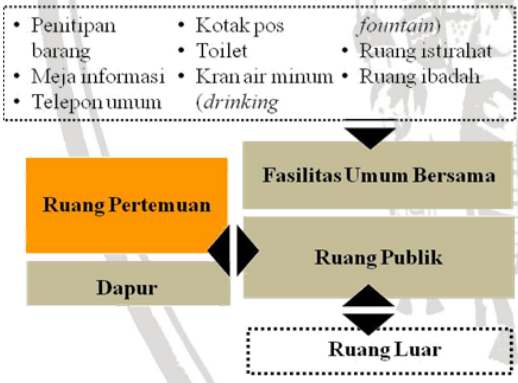 • Penitipan
barang
• Meja informasi
• Telepon umum
• Kotak pos
• Toilet
• Kran air minum
(drinking
fountain)
• Ruang istirahat
• Ruang ibadah
Fasilitas Umum Bersama
Ruang Pertemuan
Ruang Publik
Dapur
Ruang Luar